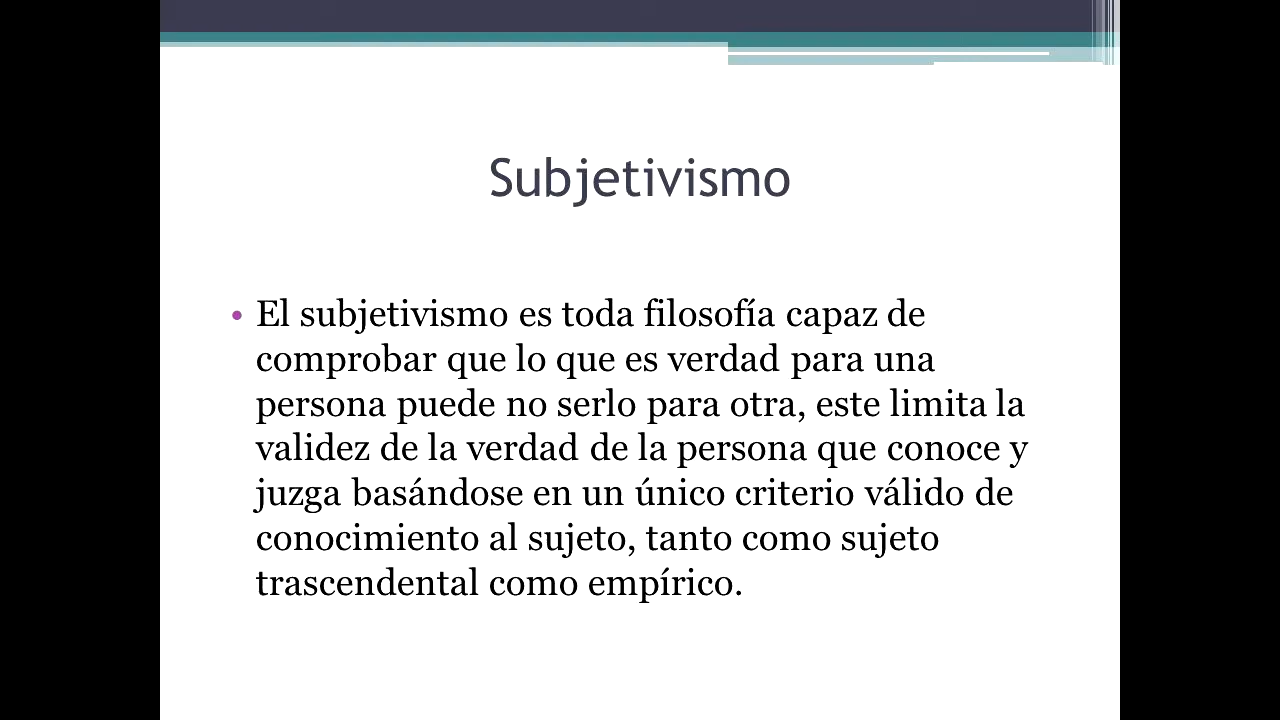 Subjetivismo
• El subjetivismo es toda filosofía capaz de
comprobar que lo que es verdad para una
persona puede no serlo para otra, este limita la
validez de la verdad de la persona que conoce y
juzga basándose en un único criterio válido de
conocimiento al sujeto, tanto como sujeto
trascendental como empírico.